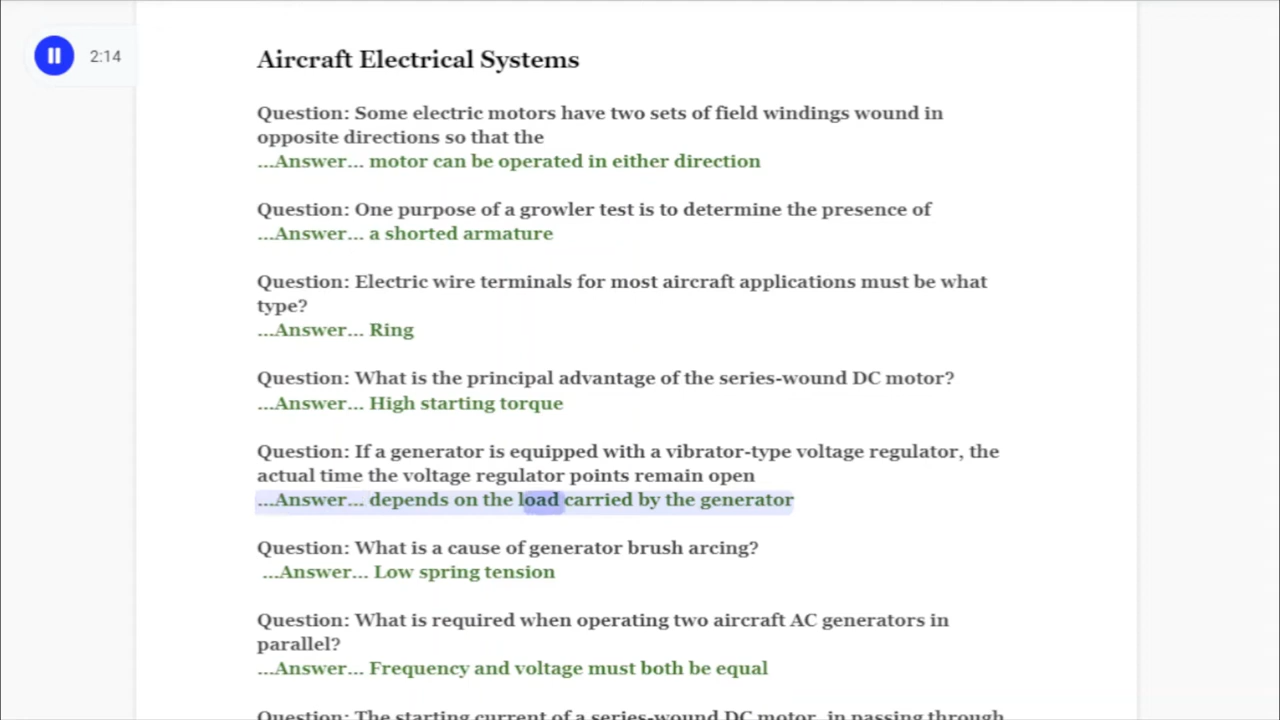 2:14
Aircraft Electrical Systems
Question: Some electric motors have two sets of field windings wound in
opposite directions so that the
...Answer... motor can be operated in either direction
Question: One purpose of a growler test is to determine the presence of
...Answer... a shorted armature
Question: Electric wire terminals for most aircraft applications must be what
type?
...Answer... Ring
Question: What is the principal advantage of the series-wound DC motor?
...Answer... High starting torque
Question: If a generator is equipped with a vibrator-type voltage regulator, the
actual time the voltage regulator points remain open
...Answer... depends on the load carried by the generator
Question: What is a cause of generator brush arcing?
...Answer... Low spring tension
Question: What is required when operating two aircraft AC generators in
parallel?
...Answer... Frequency and voltage must both be equal
Question: The starting current of a series-wound DC motor, in passing through